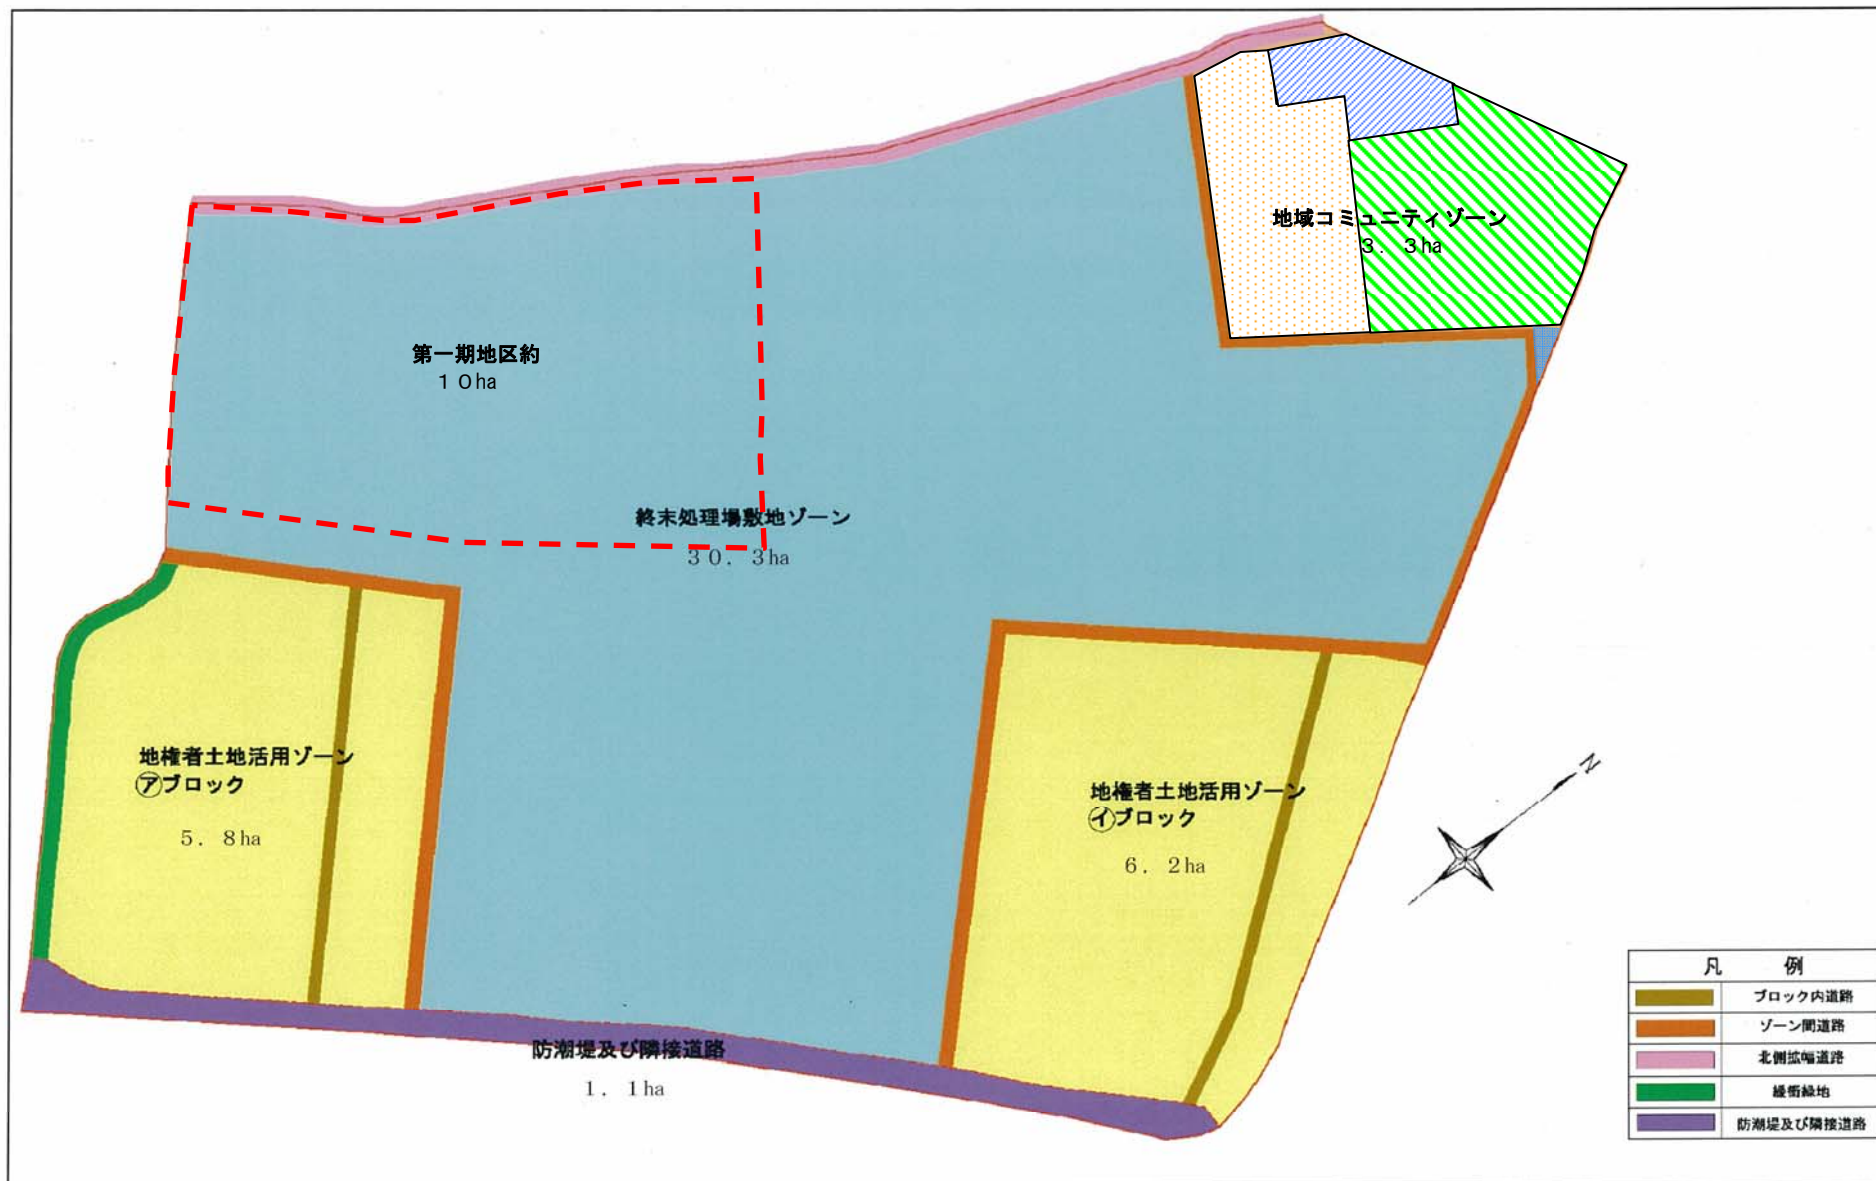 地域コミュニティゾーン
3．3ha
第一期地区約
10ha
終末処理場敷地ゾーン
30．3ha
地権者土地活用ゾーン
㋐ブロック
5．8ha
地権者土地活用ゾーン
㋑ブロック
6．2ha
防潮堤及び隣接道路
1．1ha
N
凡 例
ブロック内道路
ゾーン間道路
北側拡幅道路
緩衝緑地
防潮堤及び隣接道路